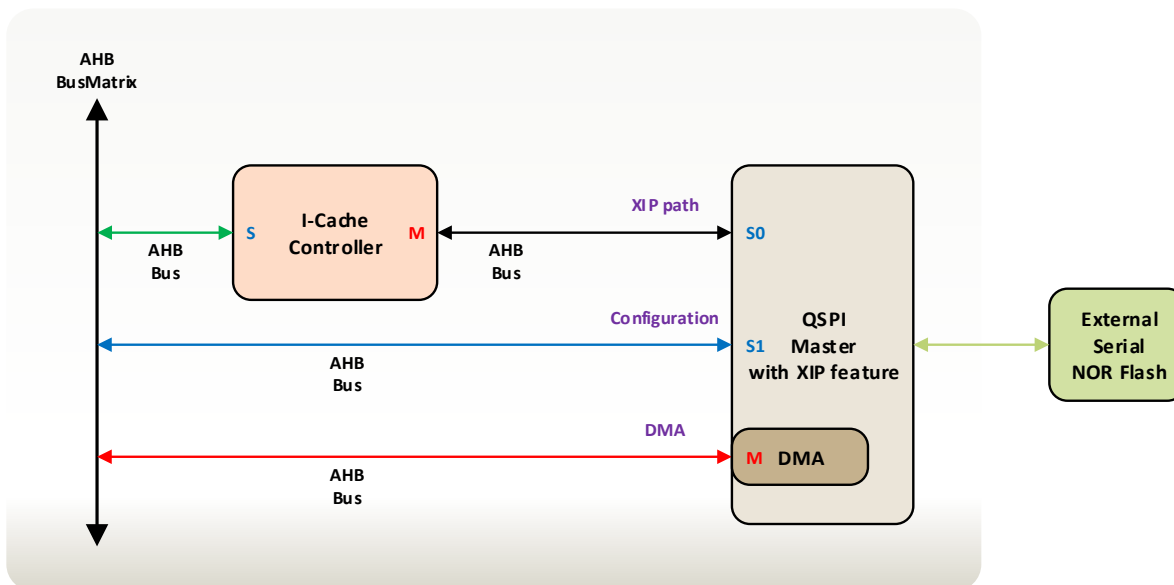 AHB
BusMatrix
I-Cache
Controller
S
M
AHB
Bus
AHB
Bus
XIP path
S0
Configuration
S1
AHB
Bus
QSPI
Master
with XIP feature
External
Serial
NOR Flash
DMA
M
DMA
AHB
Bus